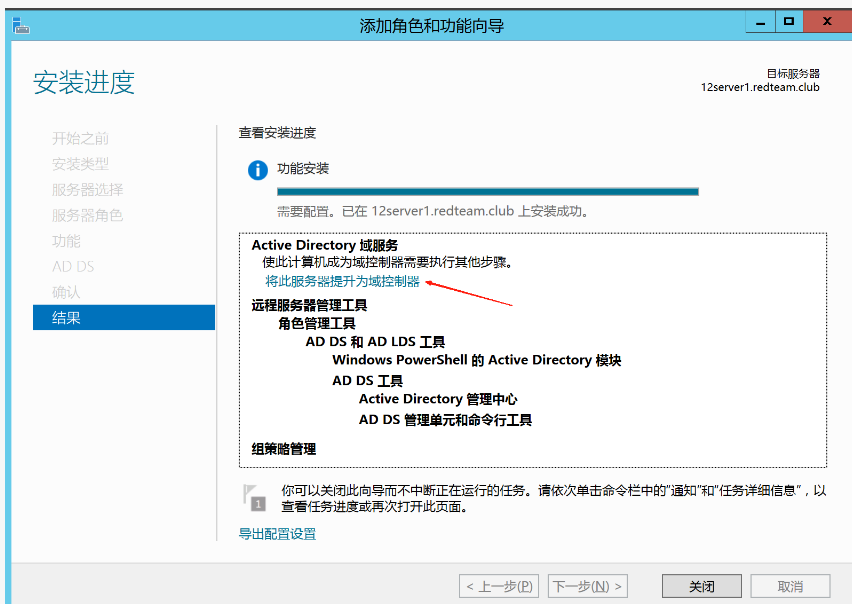 添加角色和功能向导
安装进度
目标服务器
12server1.redteam.club
开始之前
安装类型
服务器选择
服务器角色
功能
AD DS
确认
结果
查看安装进度
功能安装
需要配置。已在 12server1.redteam.club 上安装成功。
Active Directory 域服务
使此计算机成为域控制器需要执行其他步骤。
将此服务器提升为域控制器
远程服务器管理工具
角色管理工具
AD DS 和 AD LDS 工具
Windows PowerShell 的 Active Directory 模块
AD DS 工具
Active Directory 管理中心
AD DS 管理单元和命令行工具
组策略管理
1
你可以关闭此向导而不中断正在运行的任务。请依次单击命令栏中的"通知"和"任务详细信息"，以
查看任务进度或再次打开此页面。
导出配置设置
< 上一步(P) 下一步(N) > 关闭 取消